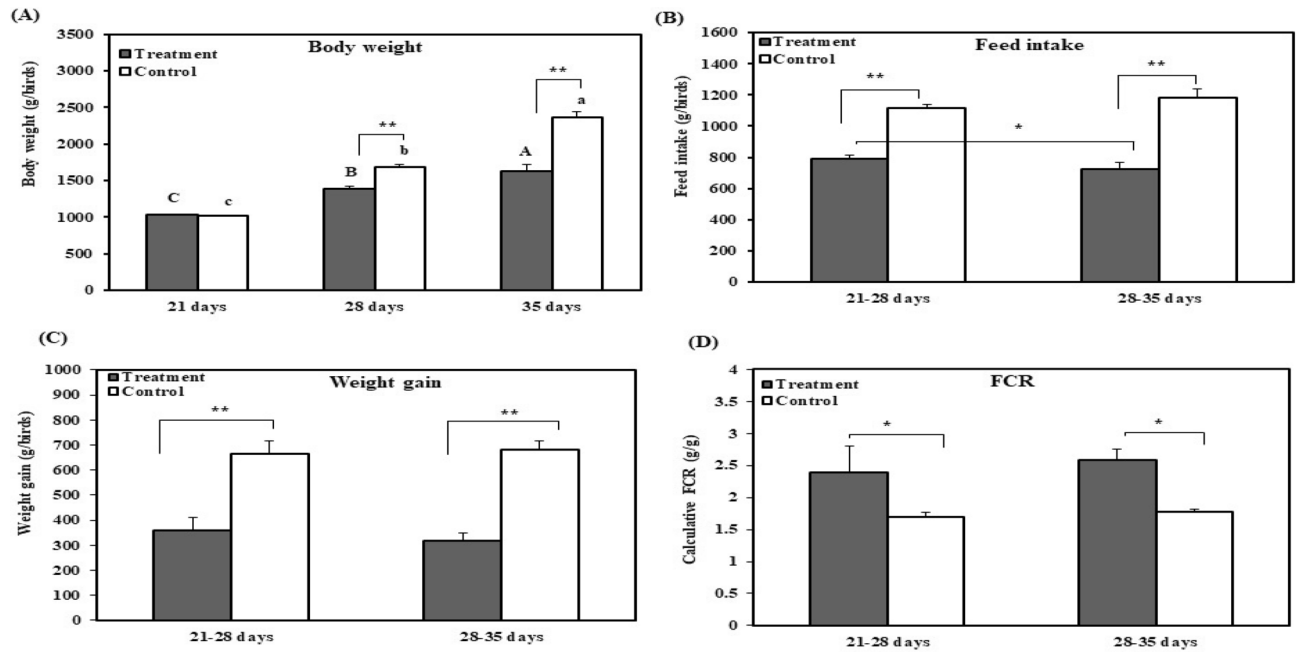 (A)
Body weight
Treatment
Control
Body weight (g/birds)
3500
3000
2500
2000
1500
1000
500
0
C
c
B
**
b
A
**
a
21 days
28 days
35 days
(B)
Feed intake
Treatment
Control
Feed intake (g/birds)
1600
1400
1200
1000
800
600
400
200
0
**
*
**
21-28 days
28-35 days
(C)
Weight gain
Treatment
Control
Weight gain (g/birds)
1000
900
800
700
600
500
400
300
200
100
0
**
**
21-28 days
28-35 days
(D)
FCR
Treatment
Control
Calculative FCR (g/g)
4
3.5
3
2.5
2
1.5
1
0.5
0
*
*
21-28 days
28-35 days